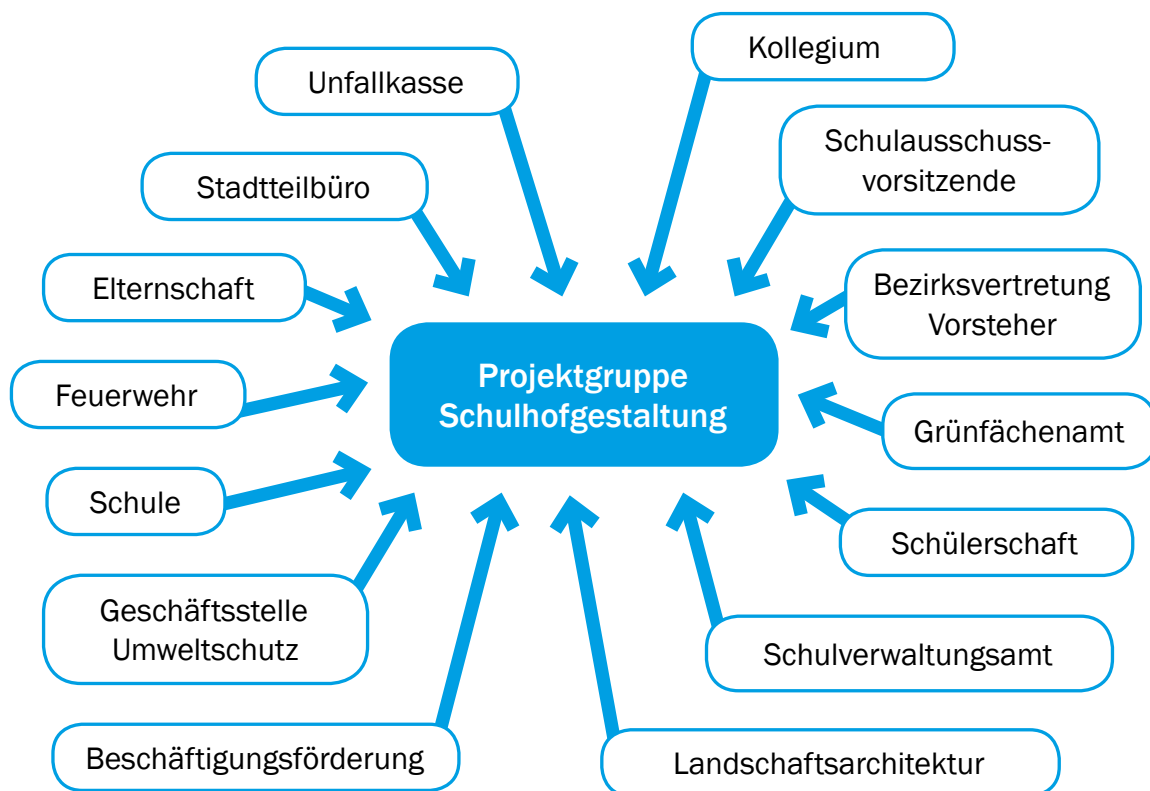 Kollegium
Unfallkasse
Schulausschuss-
vorsitzende
Stadtteilbüro
Elternschaft
Bezirksvertretung
Vorsteher
Projektgruppe
Schulhofgestaltung
Feuerwehr
Grünfächenamt
Schule
Schülerschaft
Geschäftsstelle
Umweltschutz
Schulverwaltungsamt
Beschäftigungsförderung
Landschaftsarchitektur